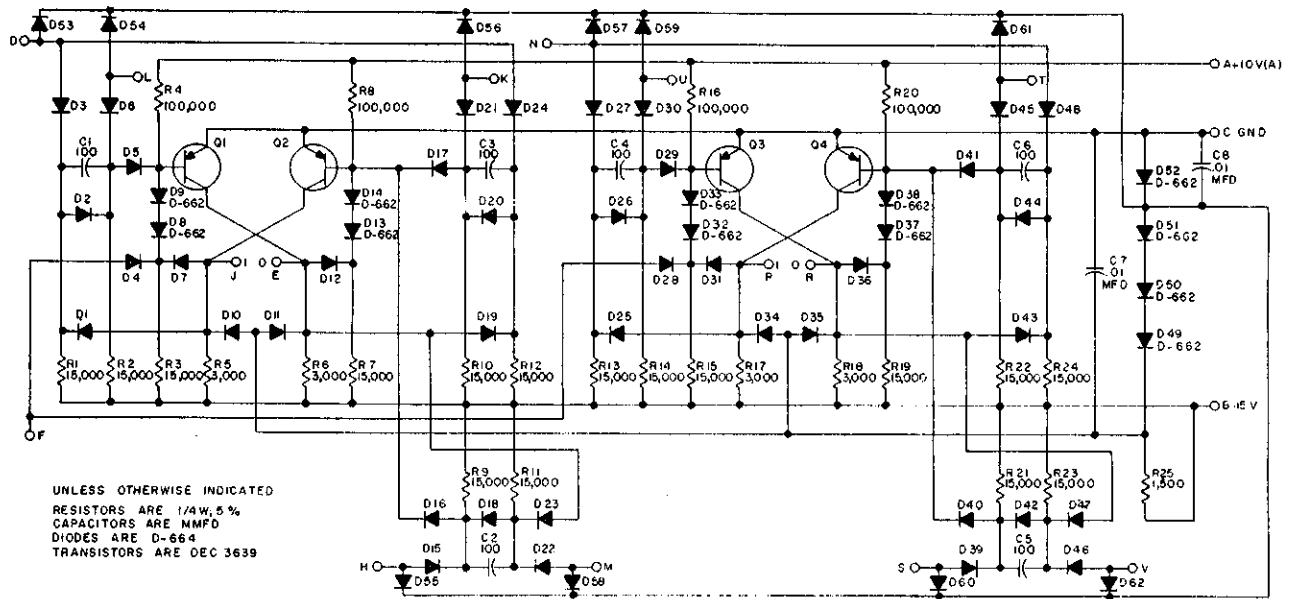 D53 D54 D56 D57 D59 D61
D N
L K U T A+10V(A)
R4 100,000 R8 100,000 R16 100,000 R20 100,000
D3 D6 D21 D24 D27 D30 D45 D48
C GND
C1 100 D5 Q1 Q2 D17 C3 100 C4 100 D29 Q3 Q4 D41 C6 100
D52 D-662 C8 .01 MFD
D9 D-662 D14 D-662 D33 D-662 D38 D-662
D2 D20 D26 D44
D8 D-662 D13 D-662 D32 D-662 D37 D-662
D51 D-662
D4 D7 1 J 0 E D12 D28 D31 1 P 0 R D36
C7 .01 MFD D50 D-662
D1 D10 D11 D19 D25 D34 D35 D43
D49 D-662
R1 15,000 R2 15,000 R3 15,000 R5 3,000 R6 3,000 R7 15,000 R10 15,000 R12 15,000 R13 15,000 R14 15,000 R15 15,000 R17 3,000 R18 3,000 R19 15,000 R22 15,000 R24 15,000
B-15V
F
R9 15,000 R11 15,000 R21 15,000 R23 15,000 R25 1,500
UNLESS OTHERWISE INDICATED
RESISTORS ARE 1/4W, 5%
CAPACITORS ARE MMFD
DIODES ARE D-664
TRANSISTORS ARE DEC 3639
D16 D18 D23 D40 D42 D47
H D15 C2 100 D22 M S D39 C5 100 D46 V
D55 D58 D60 D62